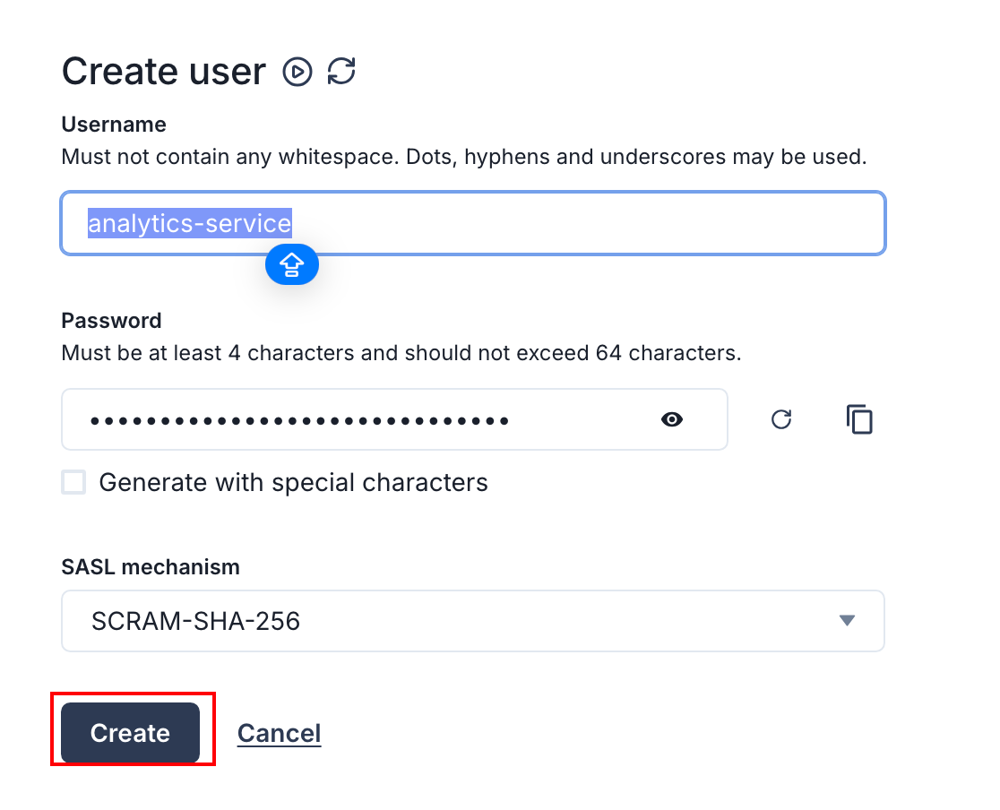 Create user
Username
Must not contain any whitespace. Dots, hyphens and underscores may be used.
analytics-service
Password
Must be at least 4 characters and should not exceed 64 characters.
••••••••••••••••••••••••••••••
Generate with special characters
SASL mechanism
SCRAM-SHA-256
Create Cancel